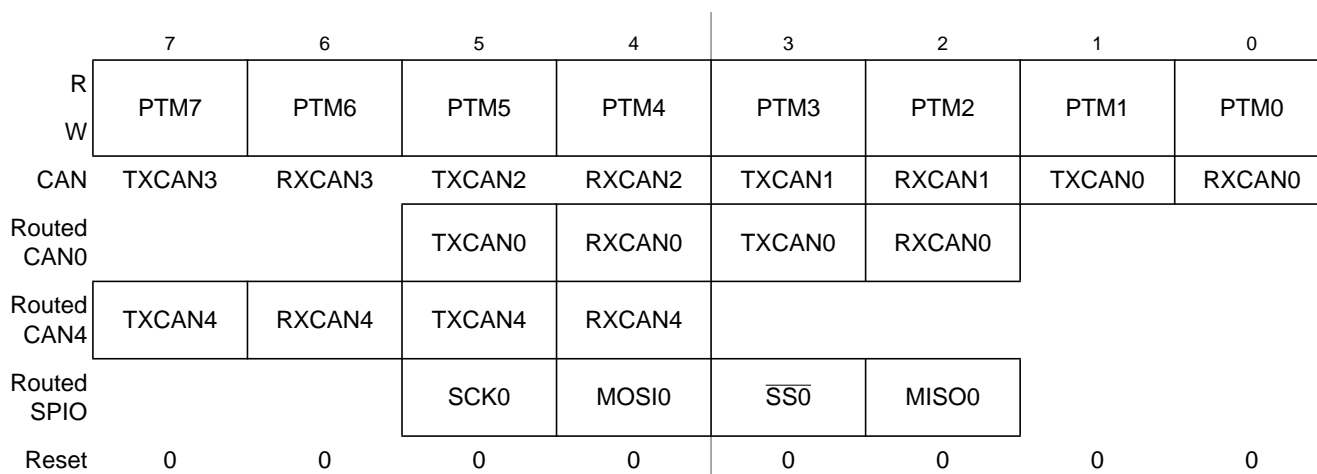 7 6 5 4 3 2 1 0
R
W
PTM7 PTM6 PTM5 PTM4 PTM3 PTM2 PTM1 PTM0
CAN TXCAN3 RXCAN3 TXCAN2 RXCAN2 TXCAN1 RXCAN1 TXCAN0 RXCAN0
Routed
CAN0
TXCAN0 RXCAN0 TXCAN0 RXCAN0
Routed
CAN4
TXCAN4 RXCAN4 TXCAN4 RXCAN4
Routed
SPIO
SCK0 MOSI0 S̅S̅0̅ MISO0
Reset 0 0 0 0 0 0 0 0